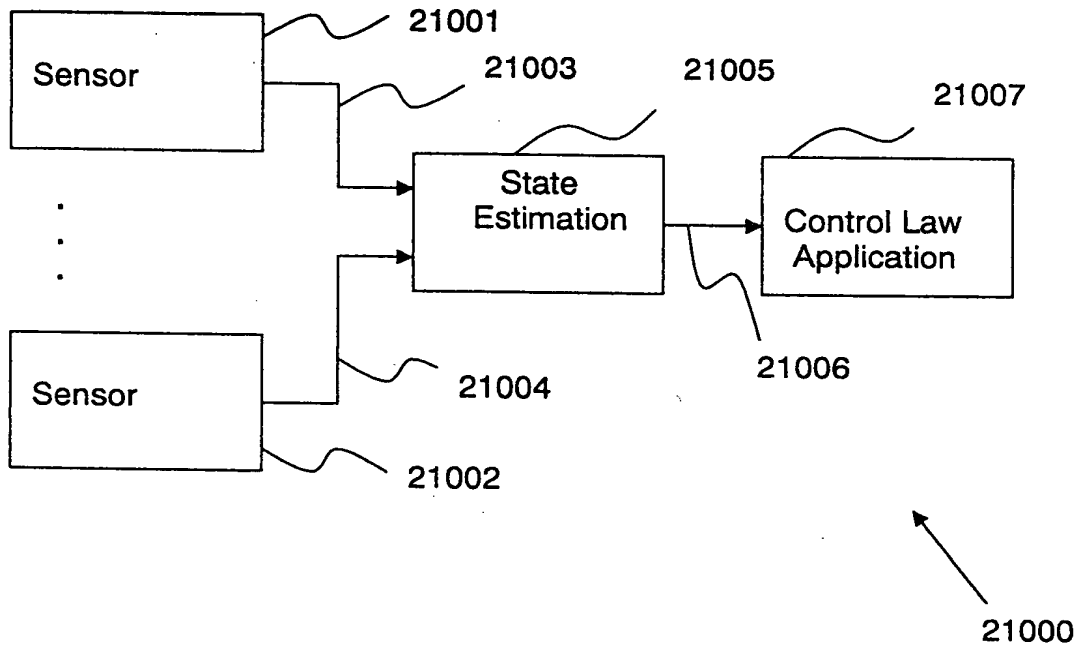 21001
Sensor
21003
21005
21007
State
Estimation
Control Law
Application
21006
Sensor
21004
21002
21000